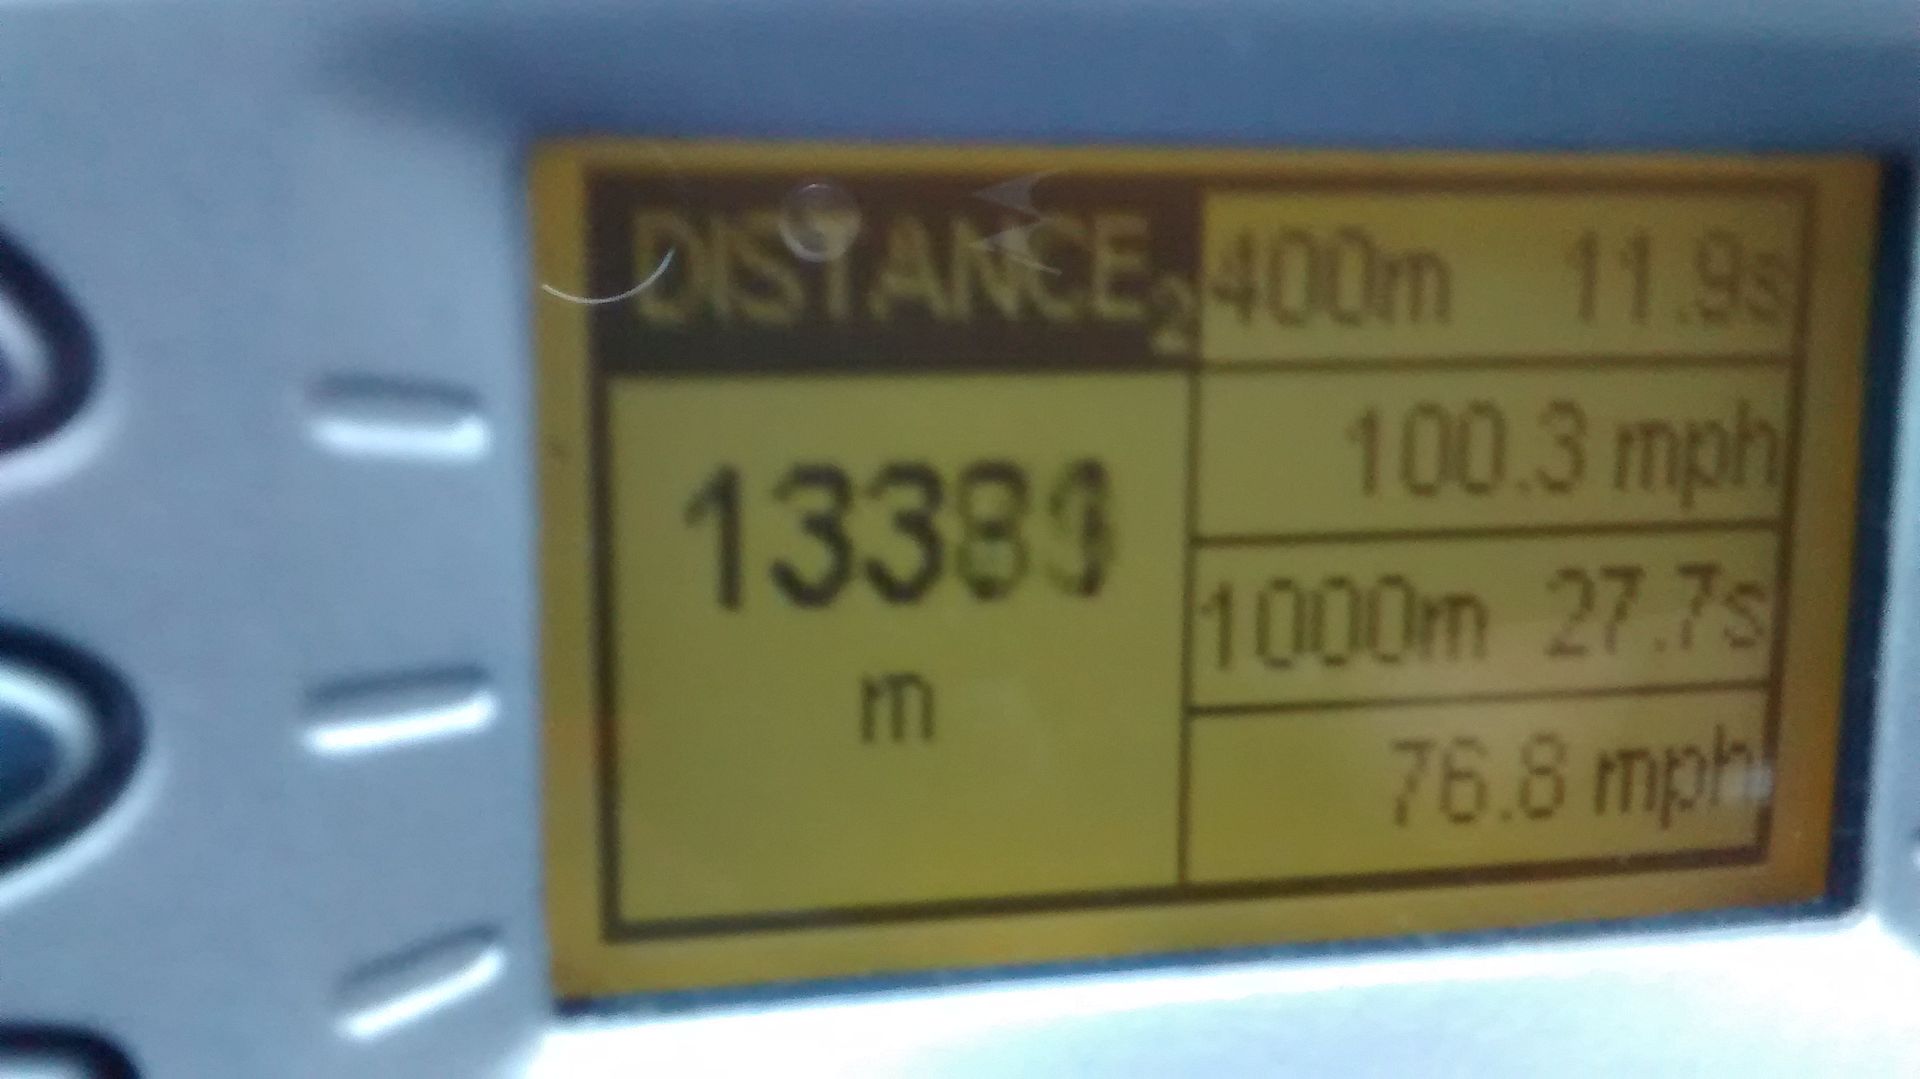 DISTANCE2
m
400m 11.9s
100.3 mph
1000m 27.7s
76.8 mph